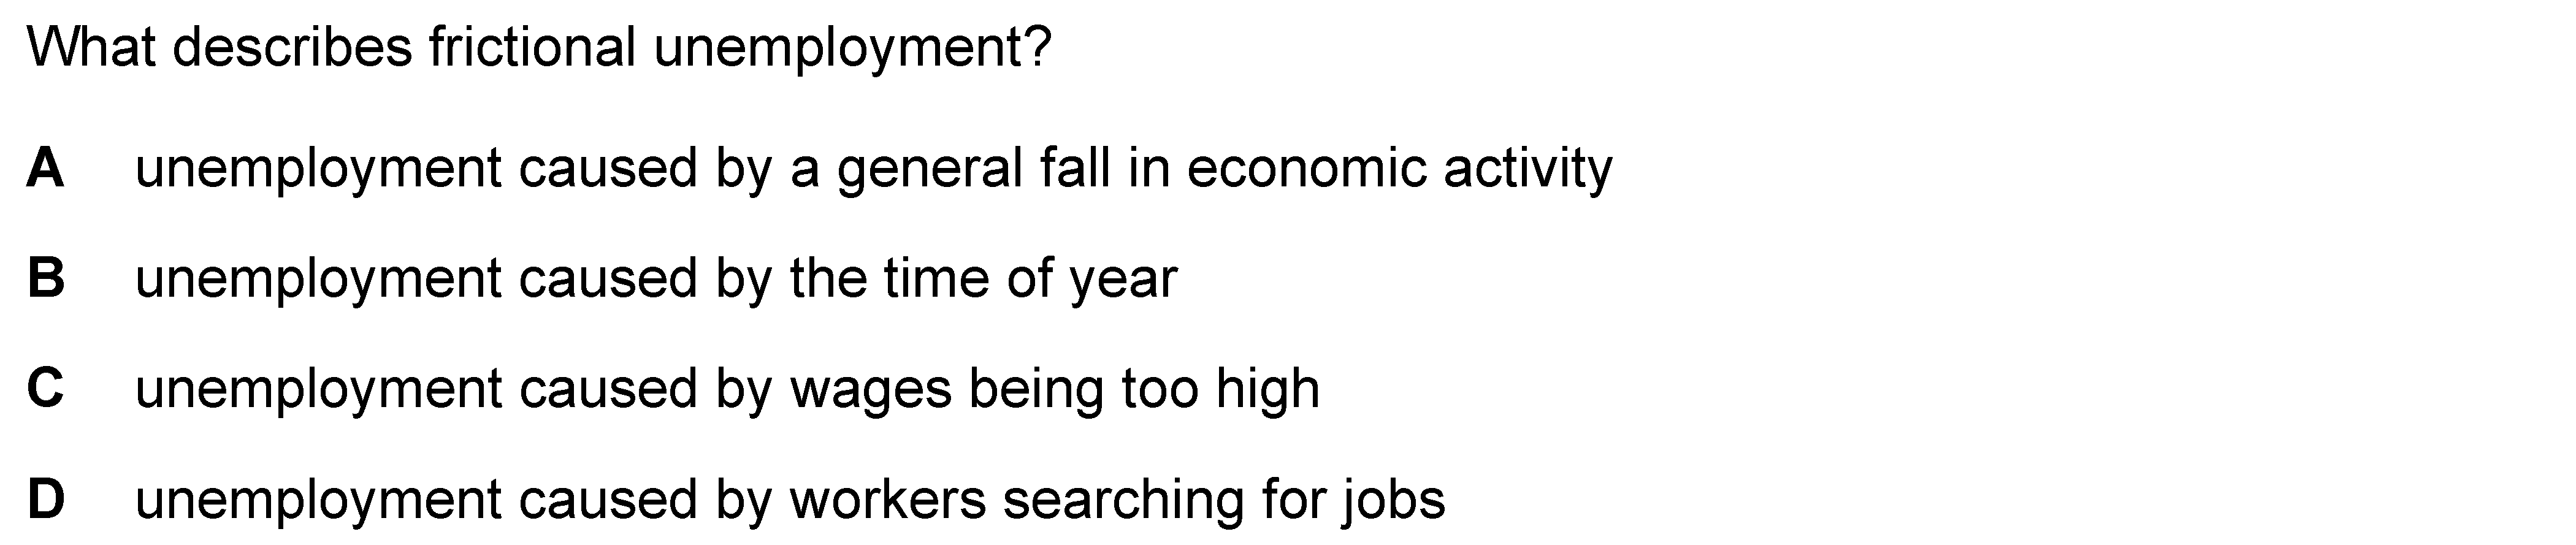 What describes frictional unemployment?
A unemployment caused by a general fall in economic activity
B unemployment caused by the time of year
C unemployment caused by wages being too high
D unemployment caused by workers searching for jobs